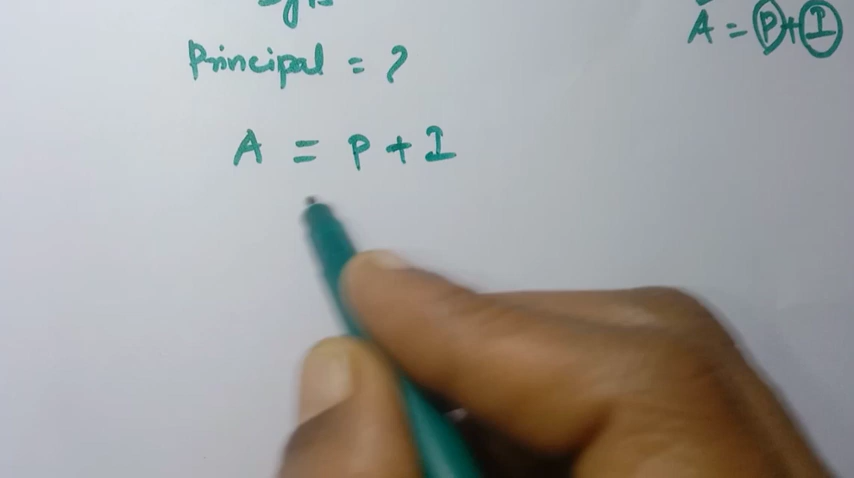 A = P + I
Principal = ?
A = P + I